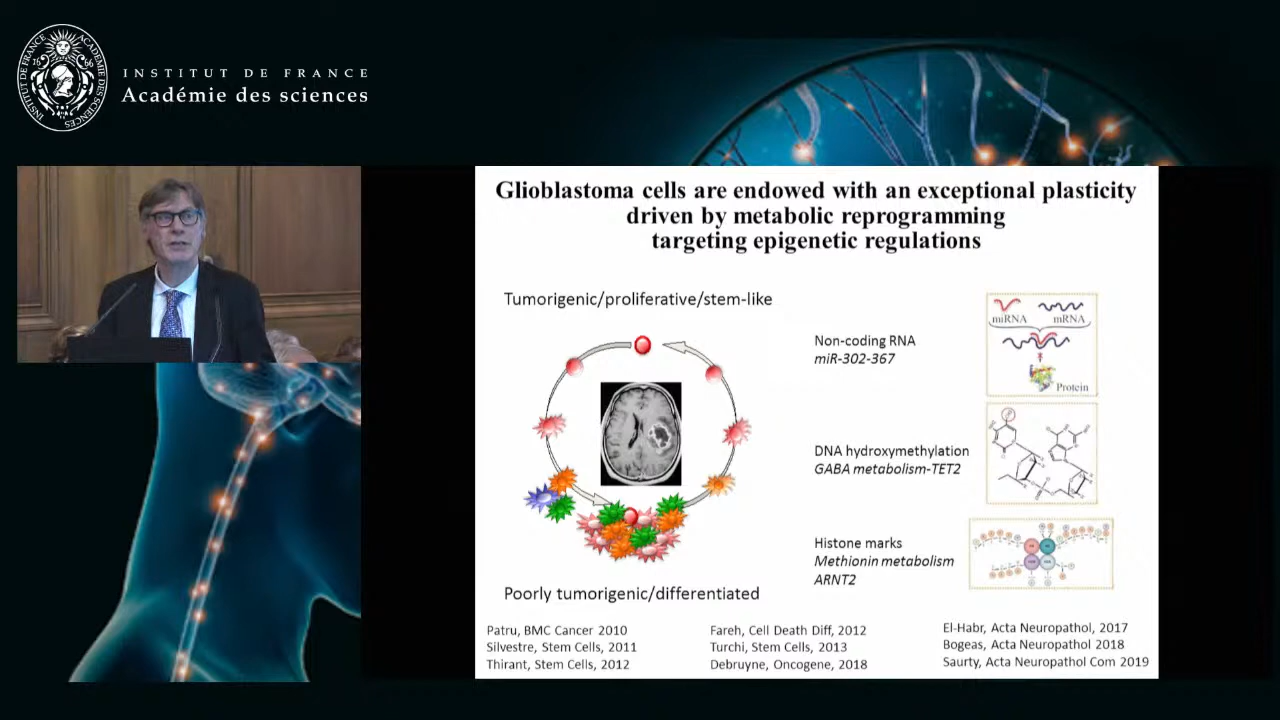 INSTITUT DE FRANCE
Académie des sciences
Glioblastoma cells are endowed with an exceptional plasticity
driven by metabolic reprogramming
targeting epigenetic regulations
Tumorigenic/proliferative/stem-like
Non-coding RNA
miR-302-367
miRNA mRNA
Protein
DNA hydroxymethylation
GABA metabolism-TET2
Histone marks
Methionin metabolism
ARNT2
Poorly tumorigenic/differentiated
Patru, BMC Cancer 2010
Silvestre, Stem Cells, 2011
Thirant, Stem Cells, 2012
Fareh, Cell Death Diff, 2012
Turchi, Stem Cells, 2013
Debruyne, Oncogene, 2018
El-Habr, Acta Neuropathol, 2017
Bogeas, Acta Neuropathol 2018
Saurty, Acta Neuropathol Com 2019